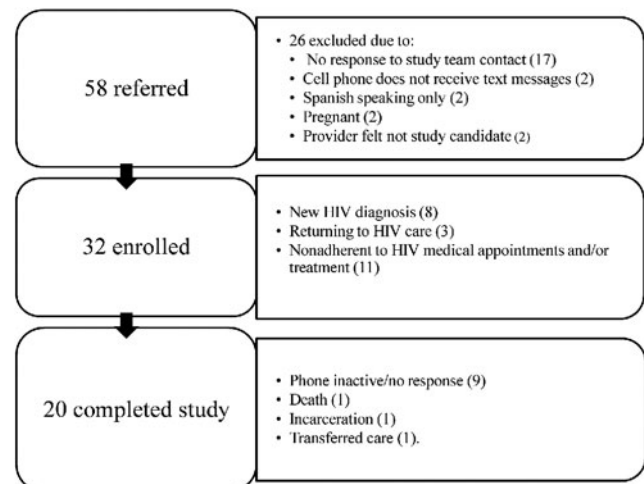 58 referred
• 26 excluded due to:
• No response to study team contact (17)
• Cell phone does not receive text messages (2)
• Spanish speaking only (2)
• Pregnant (2)
• Provider felt not study candidate (2)
32 enrolled
• New HIV diagnosis (8)
• Returning to HIV care (3)
• Nonadherent to HIV medical appointments and/or
treatment (11)
20 completed study
• Phone inactive/no response (9)
• Death (1)
• Incarceration (1)
• Transferred care (1).